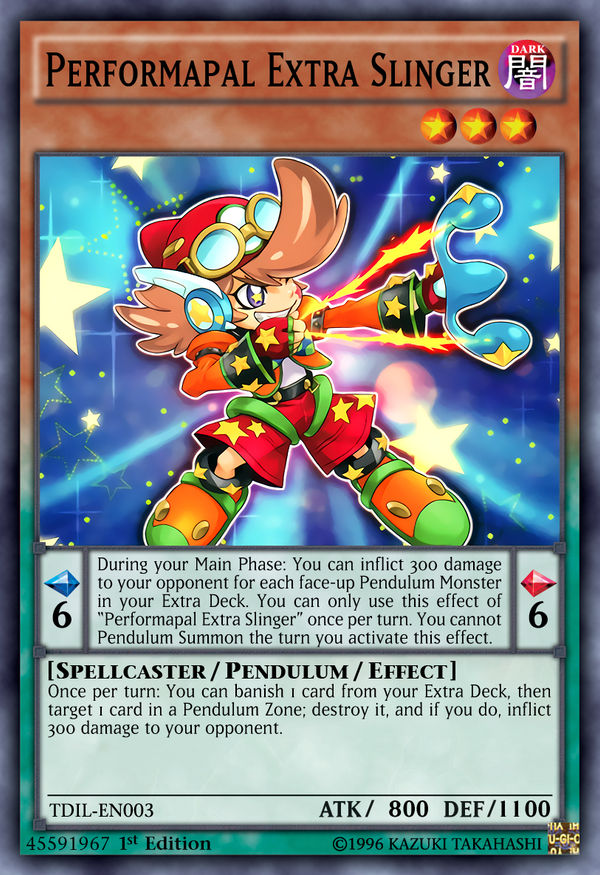 PERFORMAPAL EXTRA SLINGER
DARK
闇
During your Main Phase: You can inflict 300 damage
to your opponent for each face-up Pendulum Monster
in your Extra Deck. You can only use this effect of
"Performapal Extra Slinger" once per turn. You cannot
Pendulum Summon the turn you activate this effect.
6
6
[SPELLCASTER / PENDULUM / EFFECT]
Once per turn: You can banish 1 card from your Extra Deck, then
target 1 card in a Pendulum Zone; destroy it, and if you do, inflict
300 damage to your opponent.
TDIL-EN003 ATK/ 800 DEF/1100
45591967 1st Edition ©1996 KAZUKI TAKAHASHI